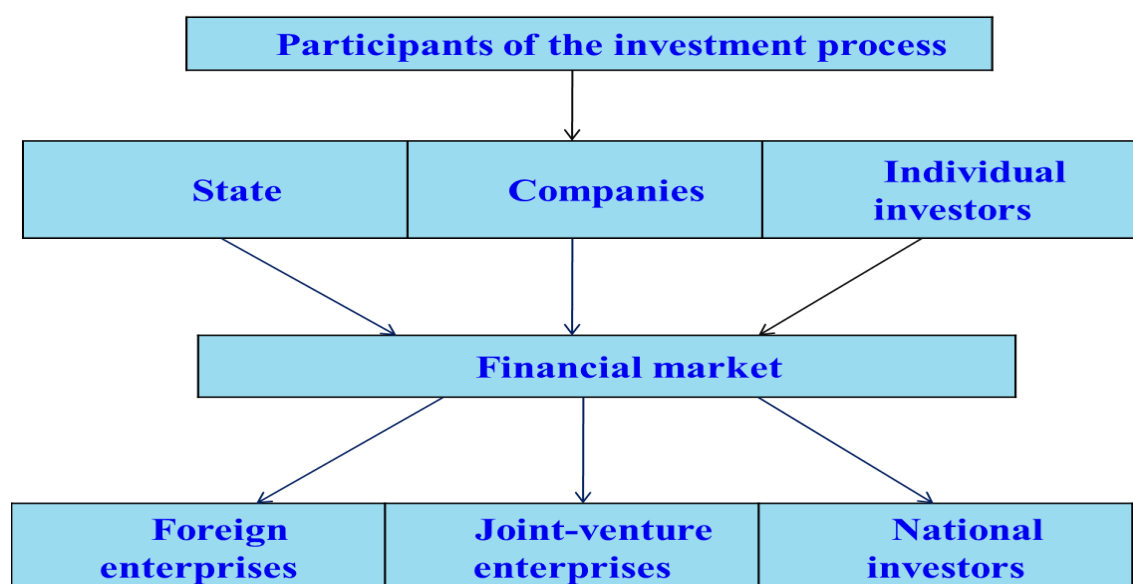 Participants of the investment process
State
Companies
Individual
investors
Financial market
Foreign
enterprises
Joint-venture
enterprises
National
investors